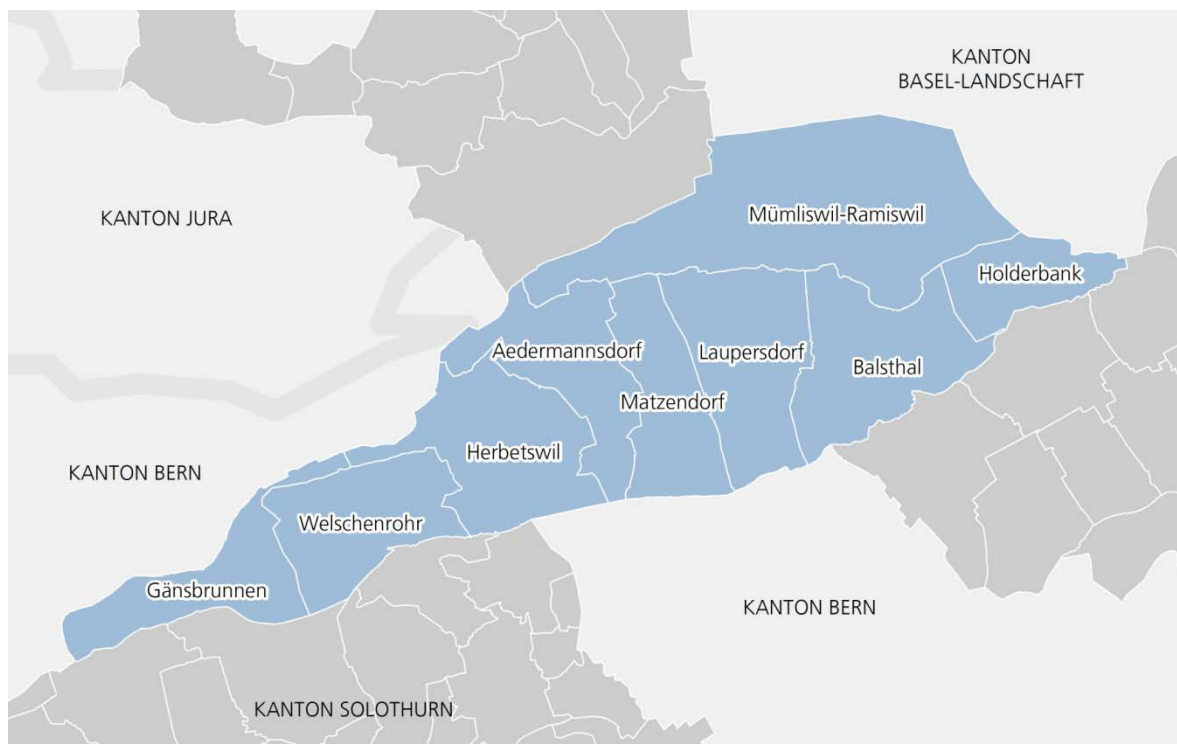 KANTON
BASEL-LANDSCHAFT
KANTON JURA
Mümliswil-Ramiswil
Holderbank
Aedermannsdorf
Laupersdorf
Balsthal
Matzendorf
Herbetswil
KANTON BERN
Welschenrohr
Gänsbrunnen
KANTON BERN
KANTON SOLOTHURN